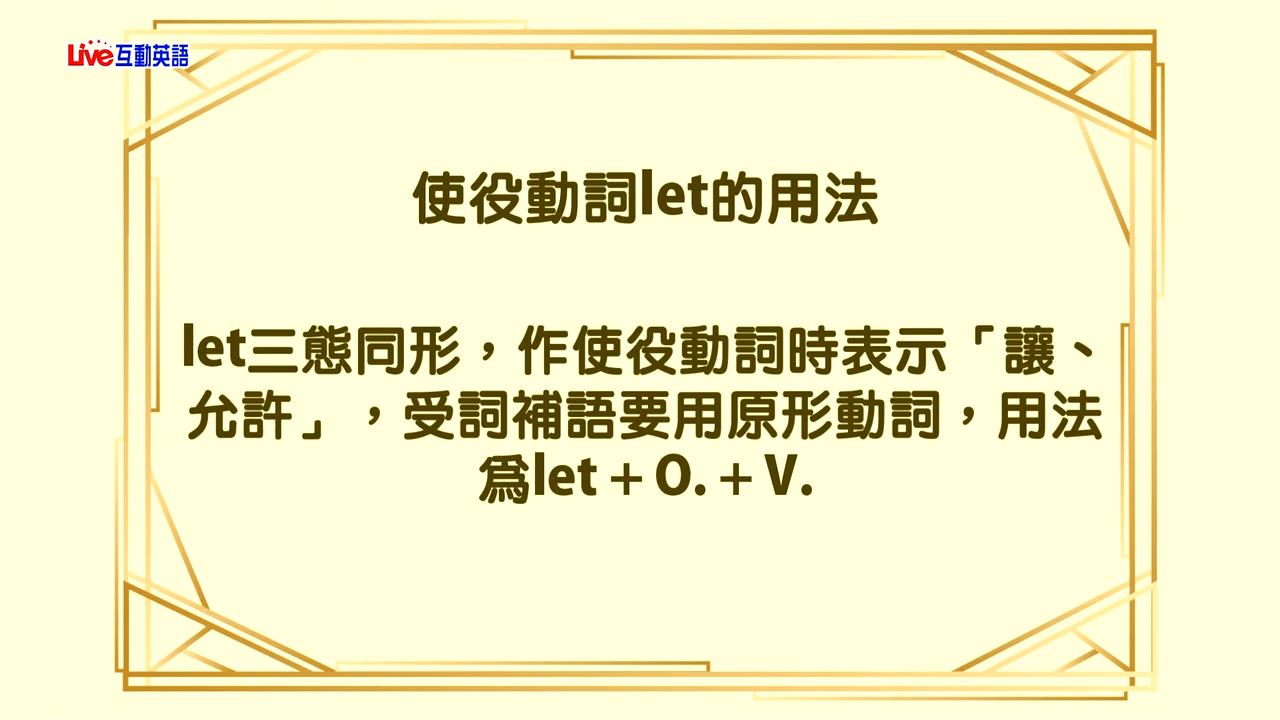 Live互動英語
使役動詞let的用法
let三態同形，作使役動詞時表示「讓、
允許」，受詞補語要用原形動詞，用法
為let + O. + V.